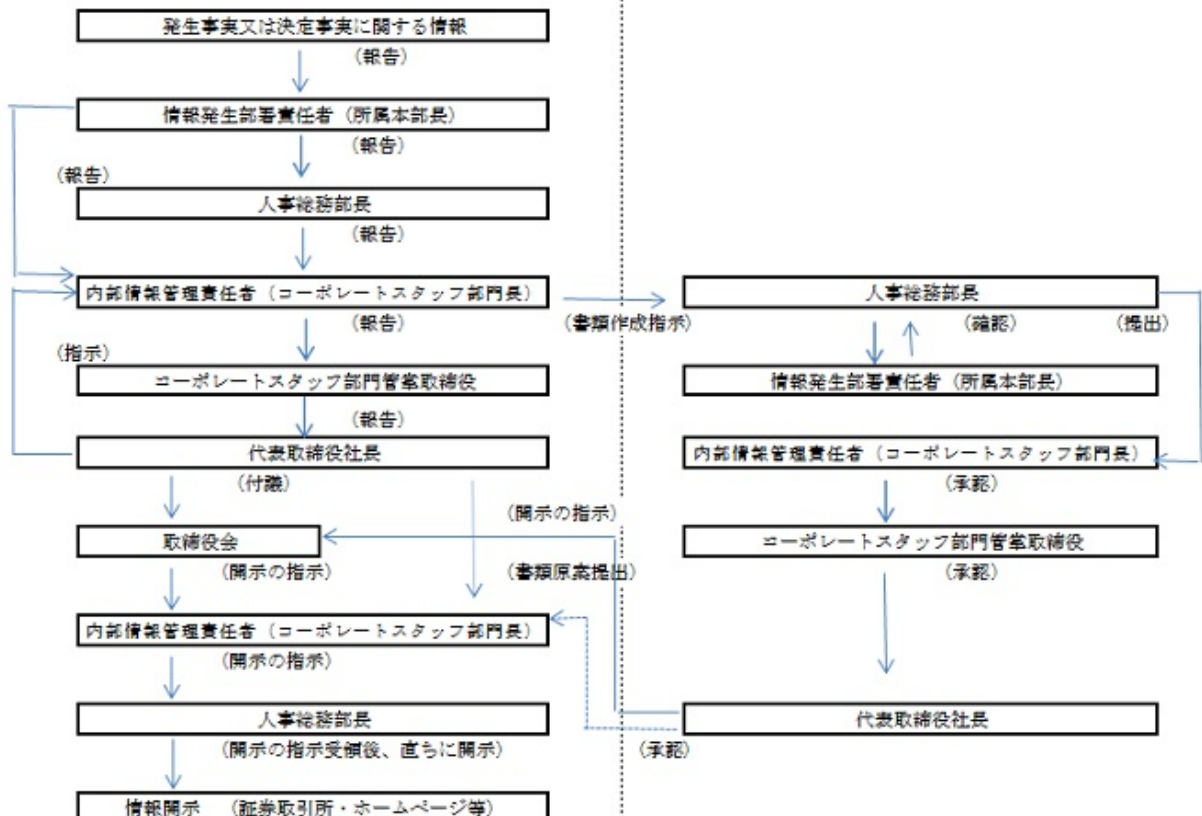 発生事実又は決定事実に関する情報
（報告）
情報発生部署責任者（所属本部長）
（報告）
（報告）
人事総務部長
（報告）
内部情報管理責任者（コーポレートスタッフ部門長）
（報告）
（指示）
コーポレートスタッフ部門管掌取締役
（報告）
代表取締役社長
（付議）
取締役会
（開示の指示）
内部情報管理責任者（コーポレートスタッフ部門長）
（開示の指示）
人事総務部長
（開示の指示受領後、直ちに開示）
情報開示　（証券取引所・ホームページ等）
（書類作成指示）
（開示の指示）
（書類原案提出）
人事総務部長
（確認）
（提出）
情報発生部署責任者（所属本部長）
内部情報管理責任者（コーポレートスタッフ部門長）
（承認）
コーポレートスタッフ部門管掌取締役
（承認）
代表取締役社長
（承認）